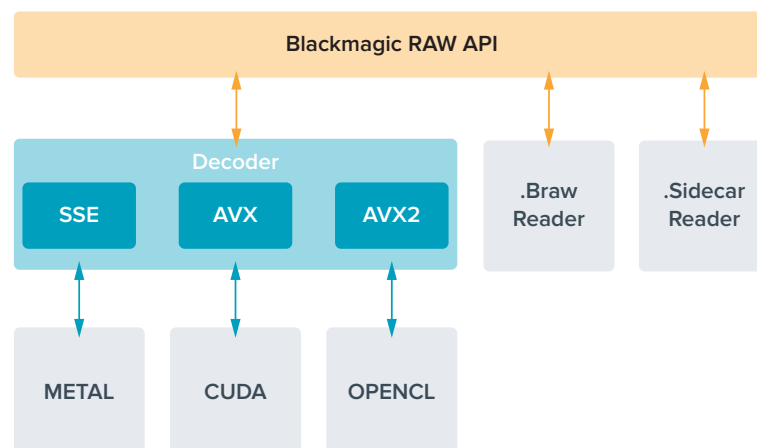 Blackmagic RAW API
Decoder
SSE
AVX
AVX2
.Braw
Reader
.Sidecar
Reader
METAL
CUDA
OPENCL